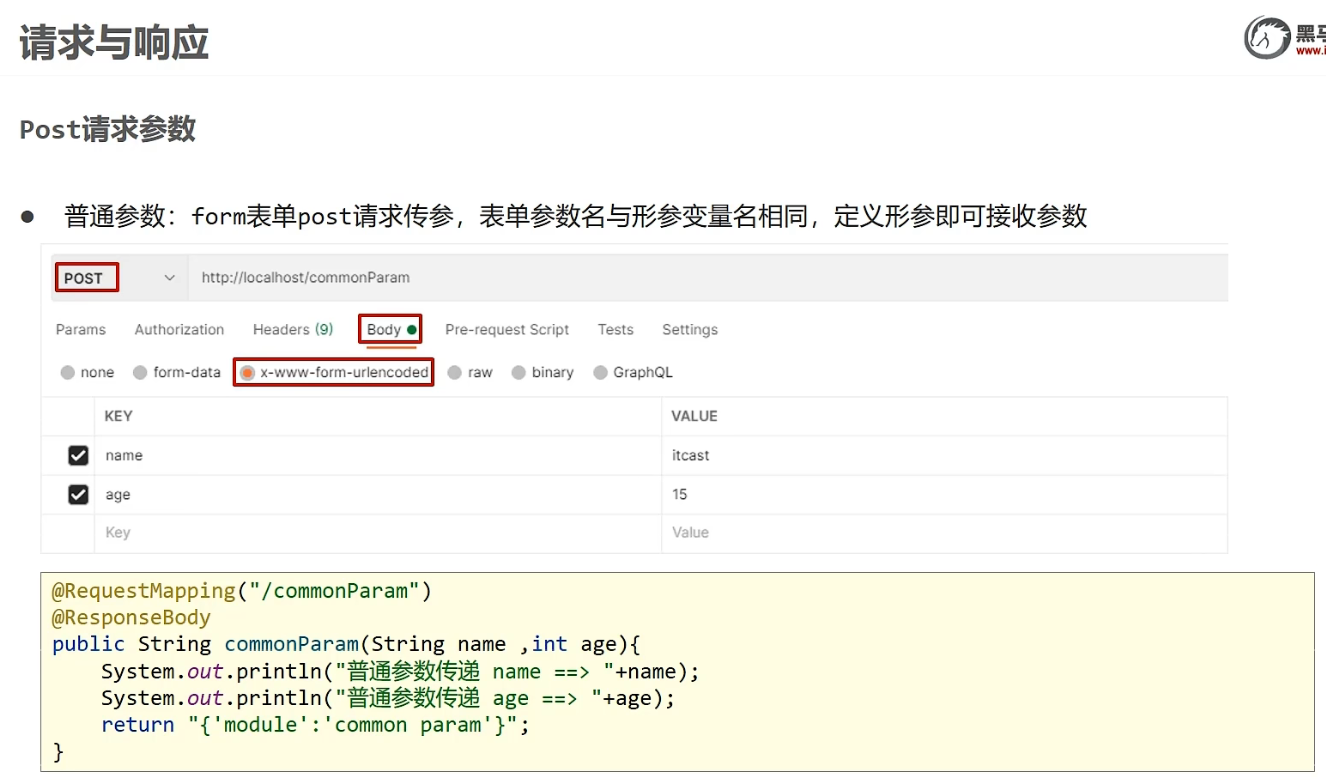 请求与响应
黑马
www.i
Post请求参数
● 普通参数：form表单post请求传参，表单参数名与形参变量名相同，定义形参即可接收参数
POST http://localhost/commonParam
Params Authorization Headers (9) Body Pre-request Script Tests Settings
none form-data x-www-form-urlencoded raw binary GraphQL
KEY VALUE
name itcast
age 15
Key Value
@RequestMapping("/commonParam")
@ResponseBody
public String commonParam(String name ,int age){
    System.out.println("普通参数传递 name ==> "+name);
    System.out.println("普通参数传递 age ==> "+age);
    return "{'module':'common param'}";
}